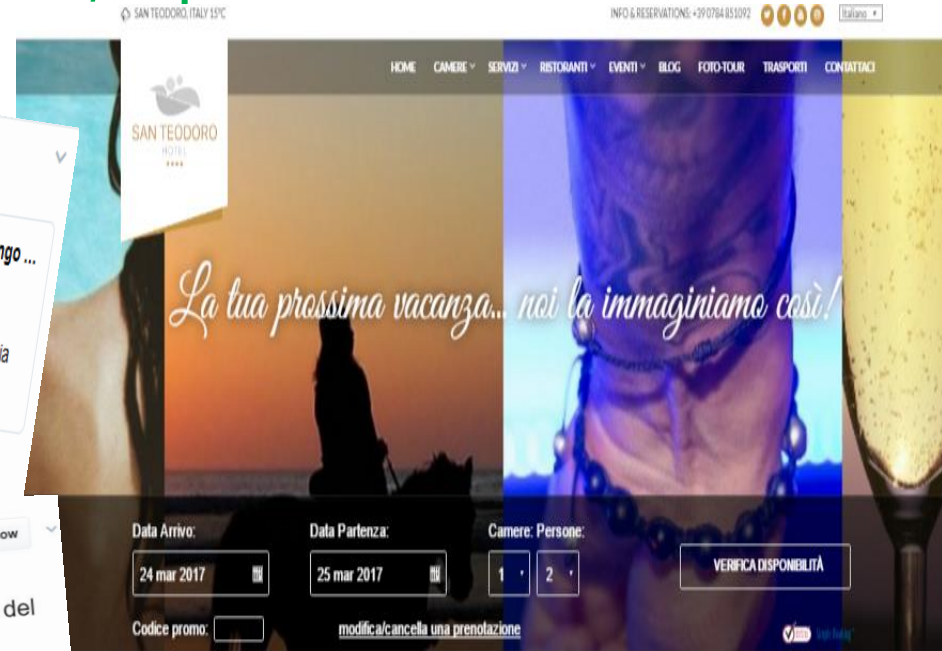 SAN TEODORO, ITALY 15°C
INFO & RESERVATIONS: +39 0784 851092
Italiano
HOME CAMERE SERVIZI RISTORANTI EVENTI BLOG FOTO-TOUR TRASPORTI CONTATTACI
SAN TEODORO
HOTEL
La tua prossima vacanza... noi la immaginiamo così!
Data Arrivo: Data Partenza: Camere: Persone:
24 mar 2017 25 mar 2017 1 2 VERIFICA DISPONIBILITÀ
Codice promo: modifica/cancella una prenotazione
ngo ...
ia
ow
del